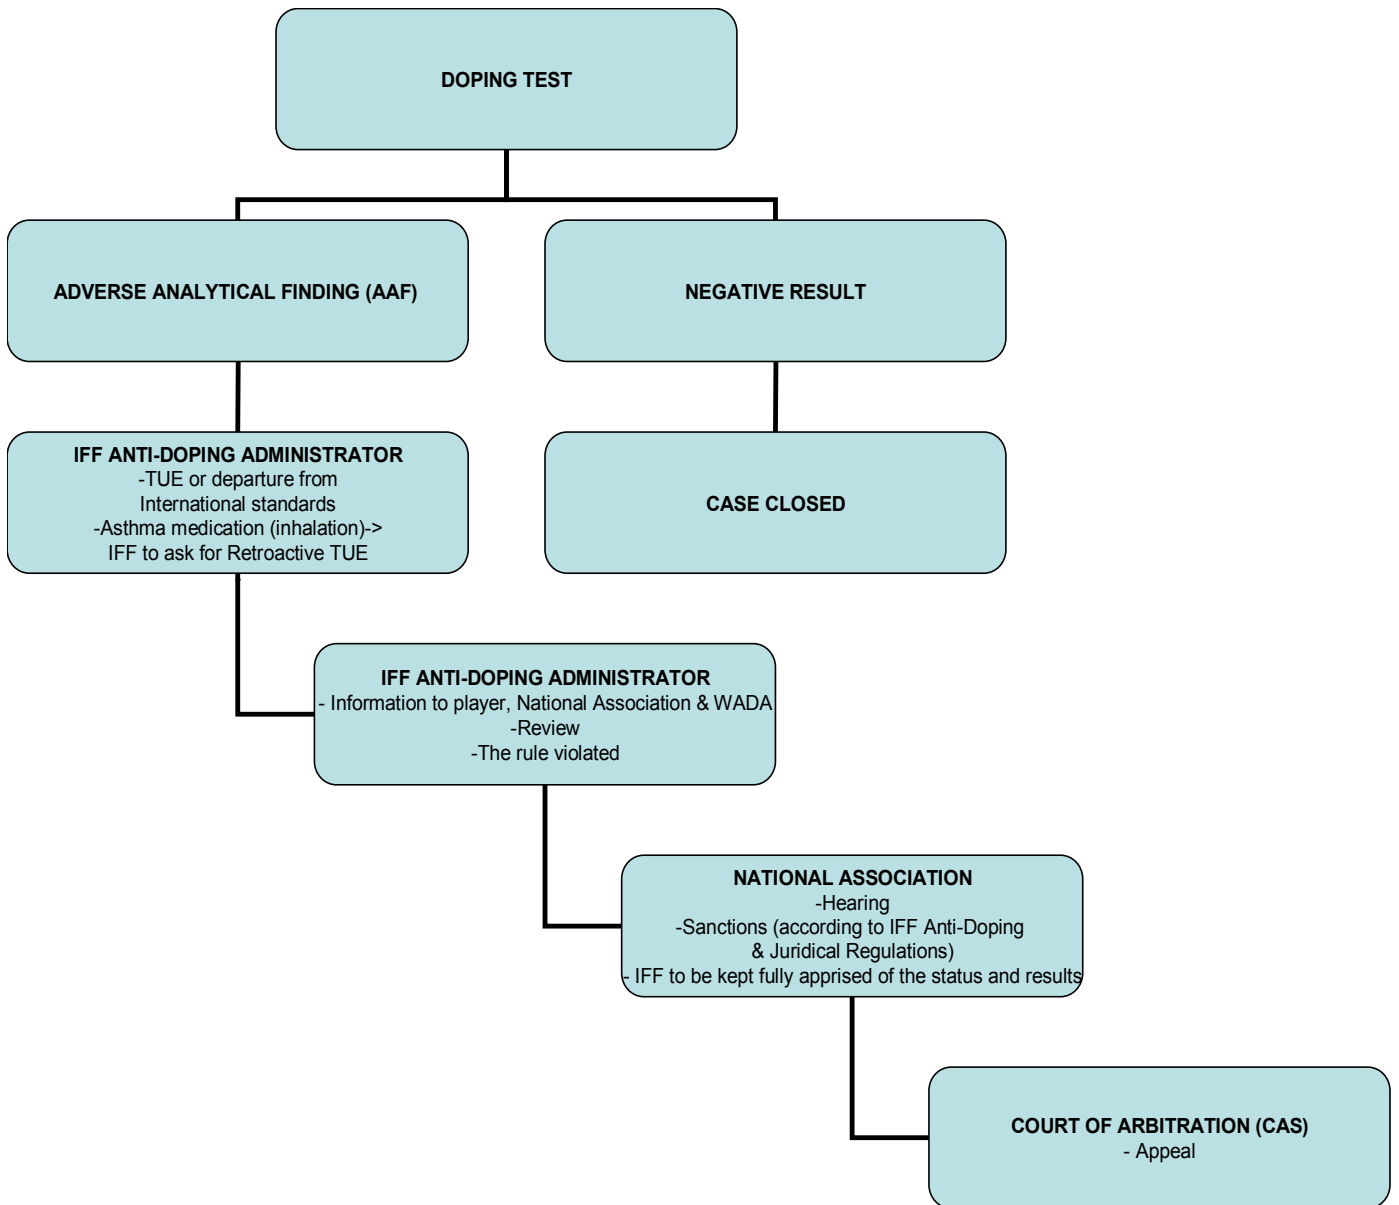 DOPING TEST
ADVERSE ANALYTICAL FINDING (AAF)
NEGATIVE RESULT
IFF ANTI-DOPING ADMINISTRATOR
-TUE or departure from
International standards
-Asthma medication (inhalation)->
IFF to ask for Retroactive TUE
CASE CLOSED
IFF ANTI-DOPING ADMINISTRATOR
- Information to player, National Association & WADA
-Review
-The rule violated
NATIONAL ASSOCIATION
-Hearing
-Sanctions (according to IFF Anti-Doping
& Juridical Regulations)
- IFF to be kept fully apprised of the status and results
COURT OF ARBITRATION (CAS)
- Appeal